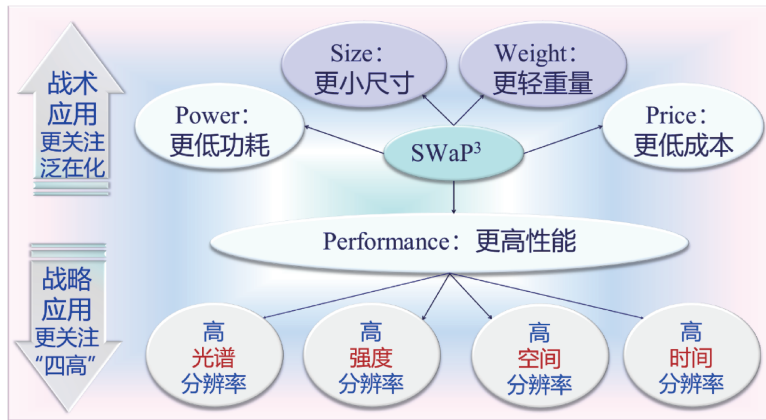 战术
应用
更关注
泛在化
Size：
更小尺寸
Weight：
更轻重量
Power：
更低功耗
SWaP³
Price：
更低成本
Performance：更高性能
战略
应用
更关注
“四高”
高
光谱
分辨率
高
强度
分辨率
高
空间
分辨率
高
时间
分辨率